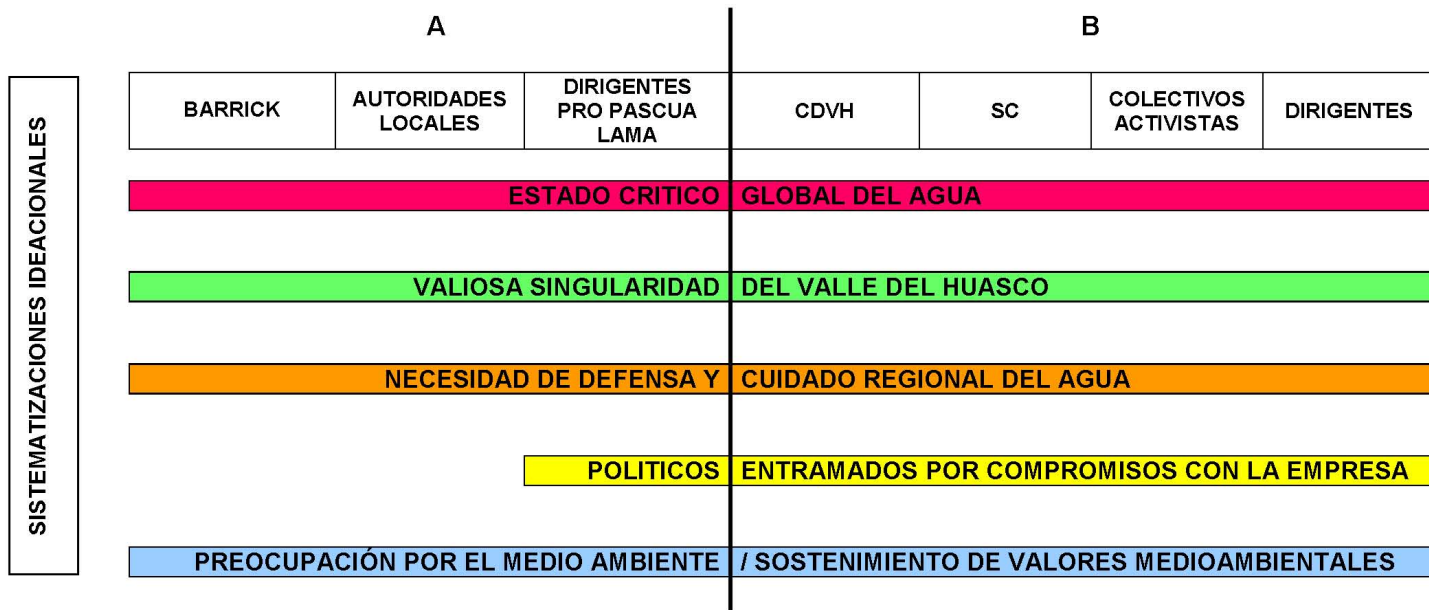 A
B
SISTEMATIZACIONES IDEACIONALES
BARRICK
AUTORIDADES
LOCALES
DIRIGENTES
PRO PASCUA
LAMA
CDVH
SC
COLECTIVOS
ACTIVISTAS
DIRIGENTES
ESTADO CRITICO GLOBAL DEL AGUA
VALIOSA SINGULARIDAD DEL VALLE DEL HUASCO
NECESIDAD DE DEFENSA Y CUIDADO REGIONAL DEL AGUA
POLITICOS ENTRAMADOS POR COMPROMISOS CON LA EMPRESA
PREOCUPACIÓN POR EL MEDIO AMBIENTE / SOSTENIMIENTO DE VALORES MEDIOAMBIENTALES